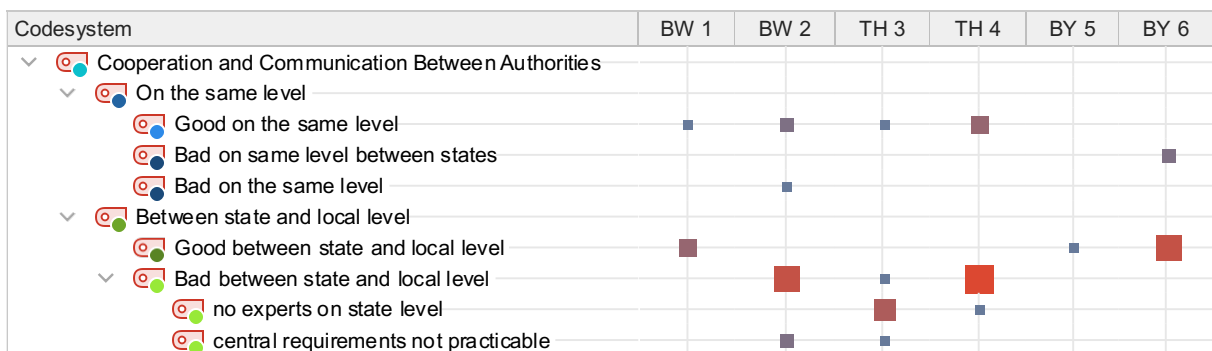 Codesystem BW 1 BW 2 TH 3 TH 4 BY 5 BY 6
Cooperation and Communication Between Authorities
On the same level
Good on the same level
Bad on same level between states
Bad on the same level
Between state and local level
Good between state and local level
Bad between state and local level
no experts on state level
central requirements not practicable